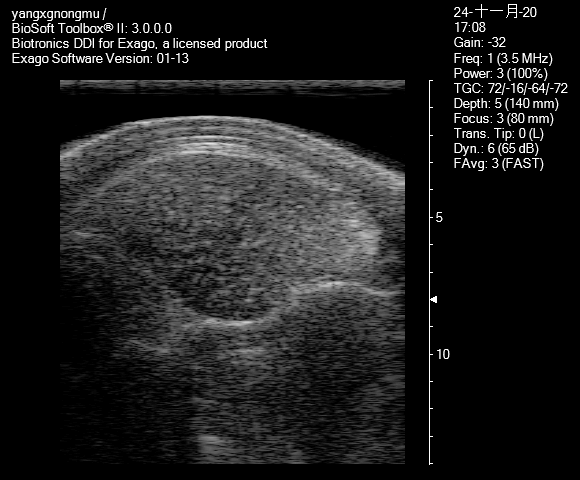 yangxgnongmu /
BioSoft Toolbox® II: 3.0.0.0
Biotronics DDI for Exago, a licensed product
Exago Software Version: 01-13
24-十一月-20
17:08
Gain: -32
Freq: 1 (3.5 MHz)
Power: 3 (100%)
TGC: 72/-16/-64/-72
Depth: 5 (140 mm)
Focus: 3 (80 mm)
Trans. Tip: 0 (L)
Dyn.: 6 (65 dB)
FAvg: 3 (FAST)
5
10